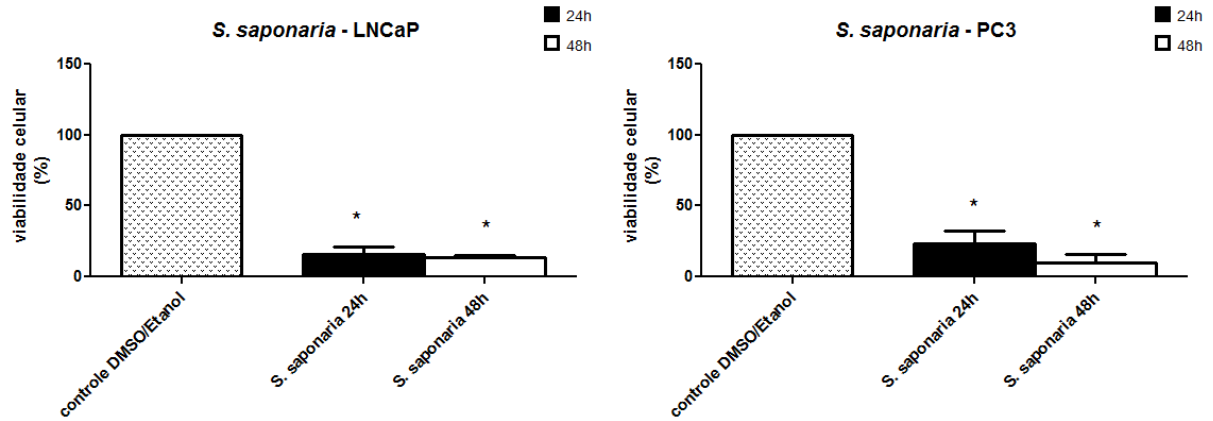 S. saponaria - LNCaP
24h
48h
150
100
50
0
viabilidade celular
(%)
*
*
controle DMSO/Etanol
S. saponaria 24h
S. saponaria 48h
S. saponaria - PC3
24h
48h
150
100
50
0
viabilidade celular
(%)
*
*
controle DMSO/Etanol
S. saponaria 24h
S. saponaria 48h